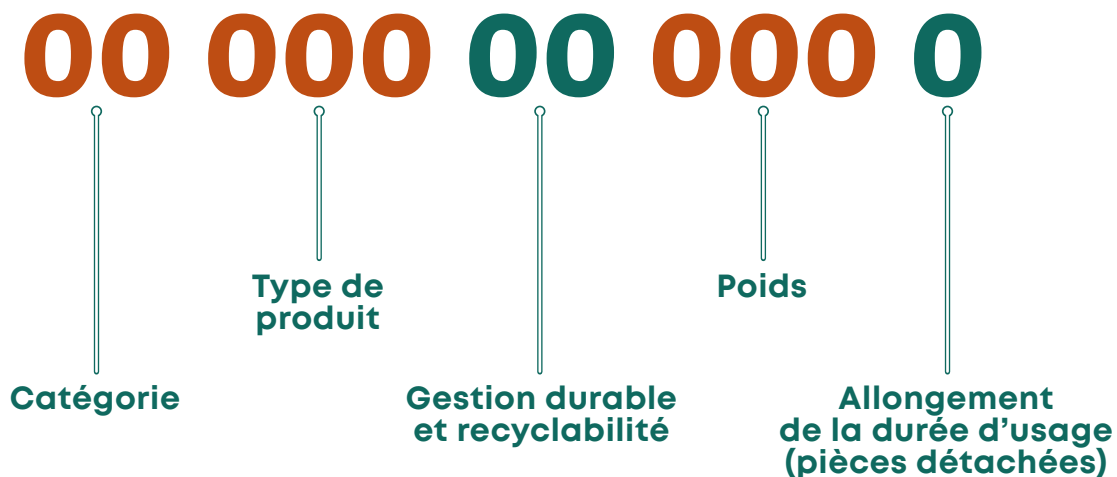 00 000 00 000 0
Type de
produit
Poids
Catégorie
Gestion durable
et recyclabilité
Allongement
de la durée d’usage
(pièces détachées)